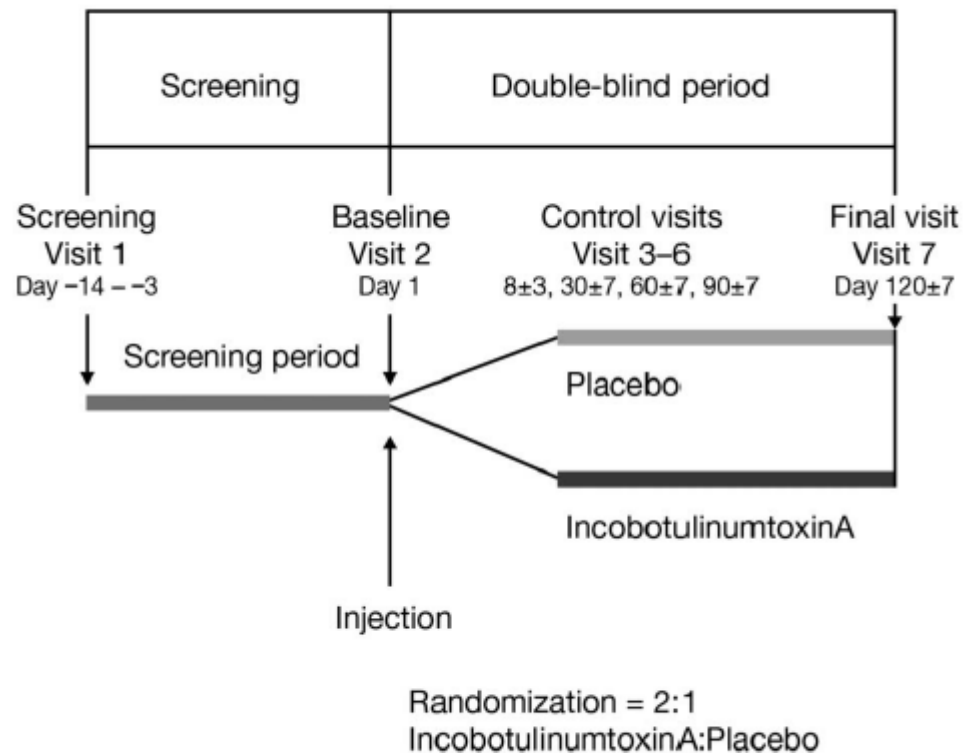 Screening
Double-blind period
Screening
Visit 1
Day −14 – −3
Baseline
Visit 2
Day 1
Control visits
Visit 3–6
8±3, 30±7, 60±7, 90±7
Final visit
Visit 7
Day 120±7
Screening period
Placebo
IncobotulinumtoxinA
Injection
Randomization = 2:1
IncobotulinumtoxinA:Placebo